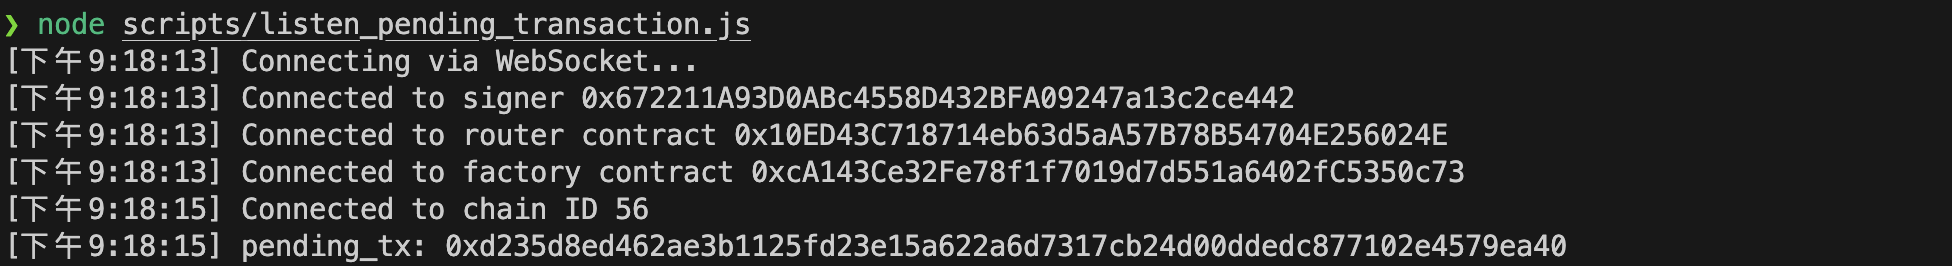 ❯ node scripts/listen_pending_transaction.js
[下午9:18:13] Connecting via WebSocket...
[下午9:18:13] Connected to signer 0x672211A93D0ABc4558D432BFA09247a13c2ce442
[下午9:18:13] Connected to router contract 0x10ED43C718714eb63d5aA57B78B54704E256024E
[下午9:18:13] Connected to factory contract 0xcA143Ce32Fe78f1f7019d7d551a6402fC5350c73
[下午9:18:15] Connected to chain ID 56
[下午9:18:15] pending_tx: 0xd235d8ed462ae3b1125fd23e15a622a6d7317cb24d00ddedc877102e4579ea40